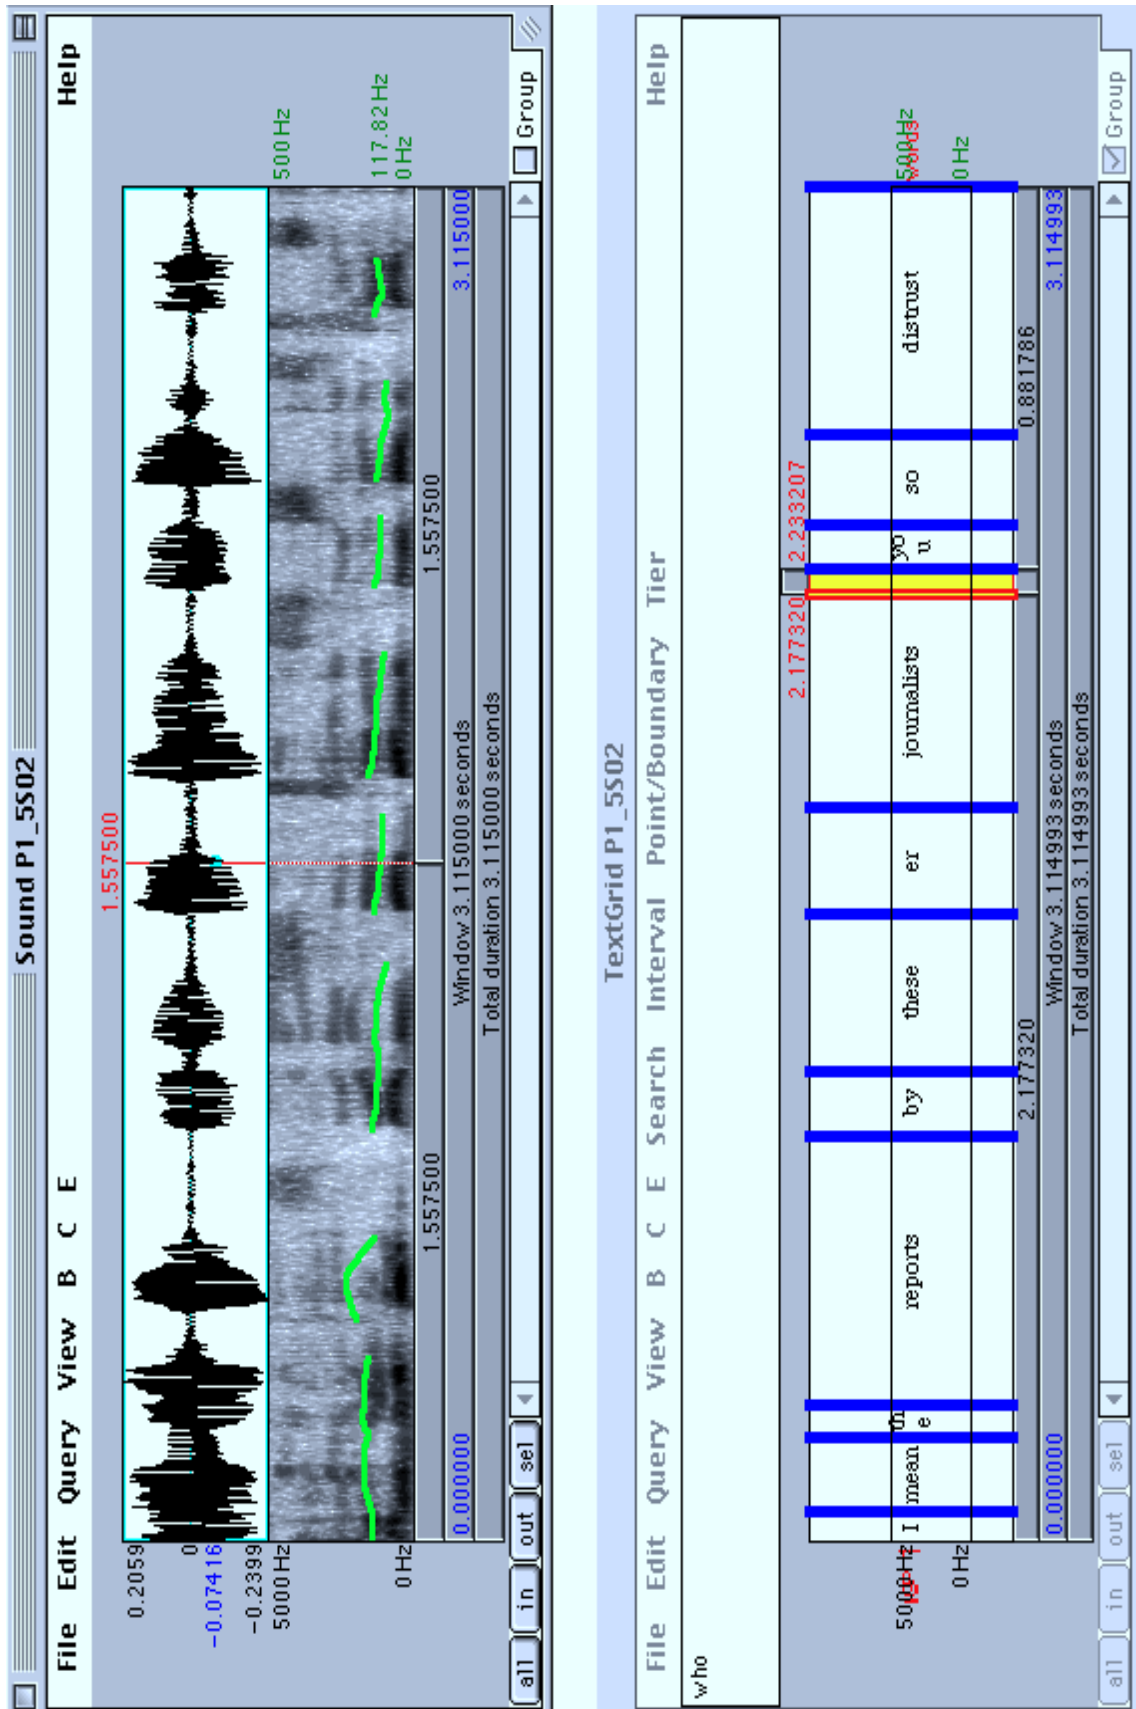 Sound P1_5S02
File Edit Query View B C E Help
1.557500
0.2059
0
-0.07416
-0.2399
5000 Hz
0 Hz
500 Hz
117.82 Hz
0 Hz
1.557500 1.557500
0.000000 Window 3.115000 seconds 3.115000
Total duration 3.115000 seconds
all in out sel Group
TextGrid P1_5S02
File Edit Query View B C E Search Interval Point/Boundary Tier Help
who
2.177320 2.233207
I mean the reports by these er journalists you so distrust
5000 Hz
0 Hz
500 Hz
words
0 Hz
2.177320 0.881786
0.000000 Window 3.114993 seconds 3.114993
Total duration 3.114993 seconds
all in out sel Group